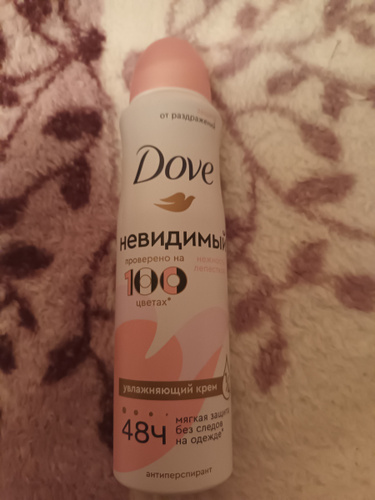 от раздражений
Dove
невидимый
проверено на
100
цветах*
увлажняющий крем
48ч
мягкая защита
без следов
на одежде*
антиперспирант